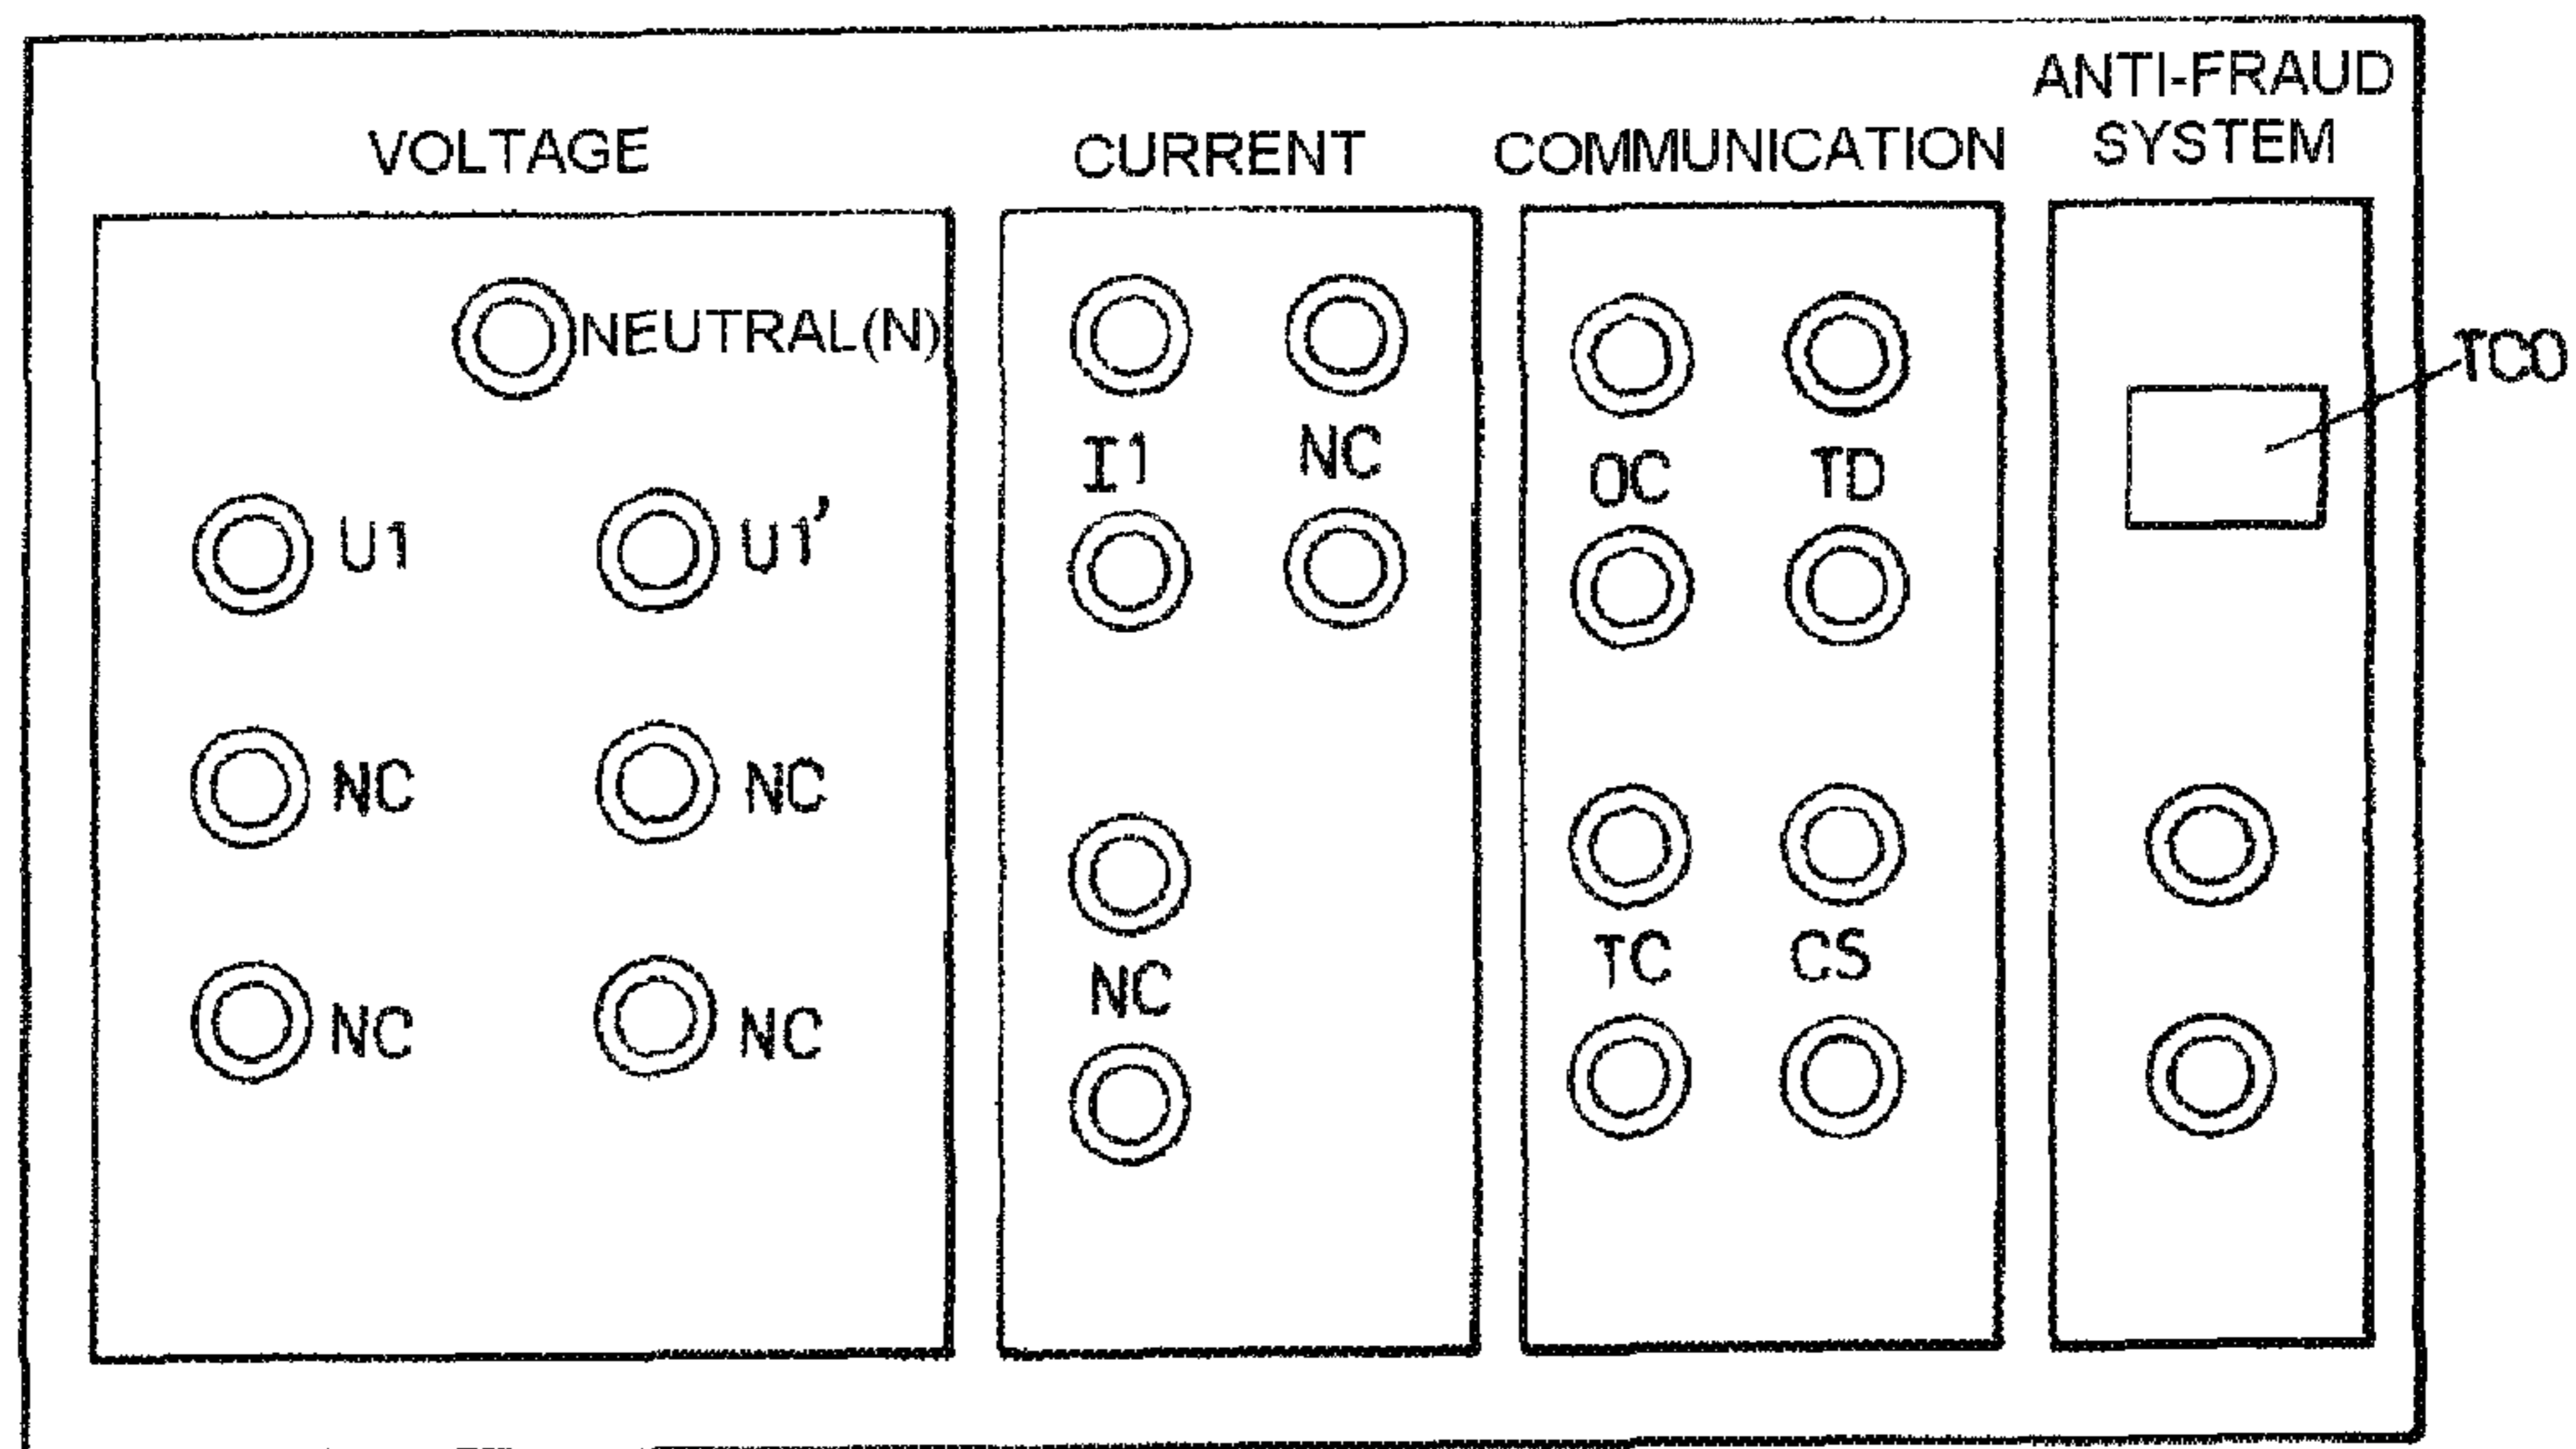 ANTI-FRAUD
SYSTEM
VOLTAGE
CURRENT
COMMUNICATION
NEUTRAL(N)
TCO
I1 NC
OC TD
U1 U1’
NC NC
TC CS
NC
NC NC